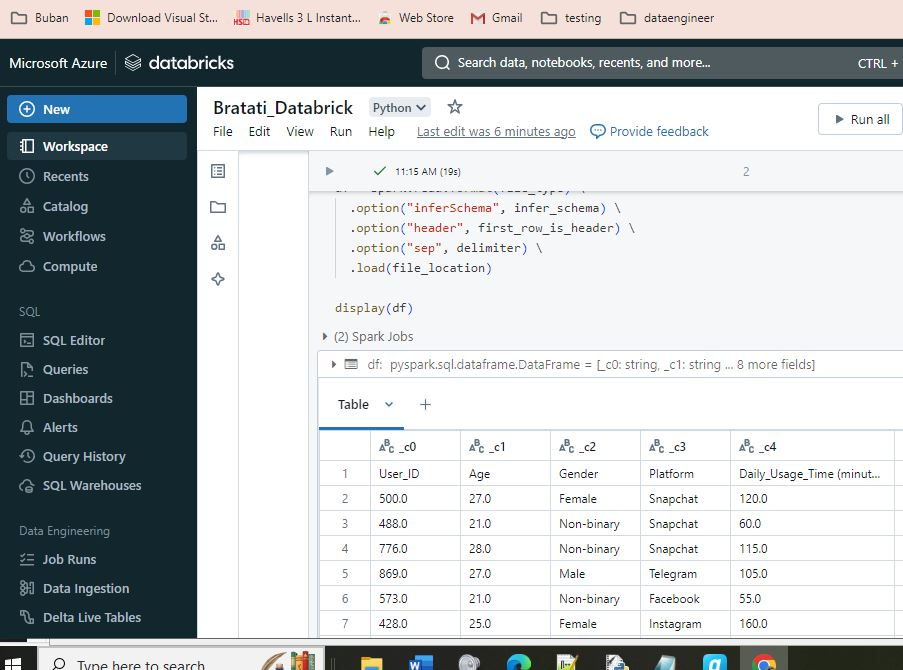 Buban Download Visual St... Havells 3 L Instant... Web Store Gmail testing dataengineer
Microsoft Azure databricks Search data, notebooks, recents, and more... CTRL +
New
Workspace
Recents
Catalog
Workflows
Compute
SQL
SQL Editor
Queries
Dashboards
Alerts
Query History
SQL Warehouses
Data Engineering
Job Runs
Data Ingestion
Delta Live Tables
Bratati_Databrick Python
File Edit View Run Help Last edit was 6 minutes ago Provide feedback
Run all
11:15 AM (19s) 2
.option("inferSchema", infer_schema) \
.option("header", first_row_is_header) \
.option("sep", delimiter) \
.load(file_location)
display(df)
(2) Spark Jobs
df: pyspark.sql.dataframe.DataFrame = [_c0: string, _c1: string ... 8 more fields]
Table
_c0 _c1 _c2 _c3 _c4
1 User_ID Age Gender Platform Daily_Usage_Time (minut...
2 500.0 27.0 Female Snapchat 120.0
3 488.0 21.0 Non-binary Snapchat 60.0
4 776.0 28.0 Non-binary Snapchat 115.0
5 869.0 27.0 Male Telegram 105.0
6 573.0 21.0 Non-binary Facebook 55.0
7 428.0 25.0 Female Instagram 160.0
Type here to search